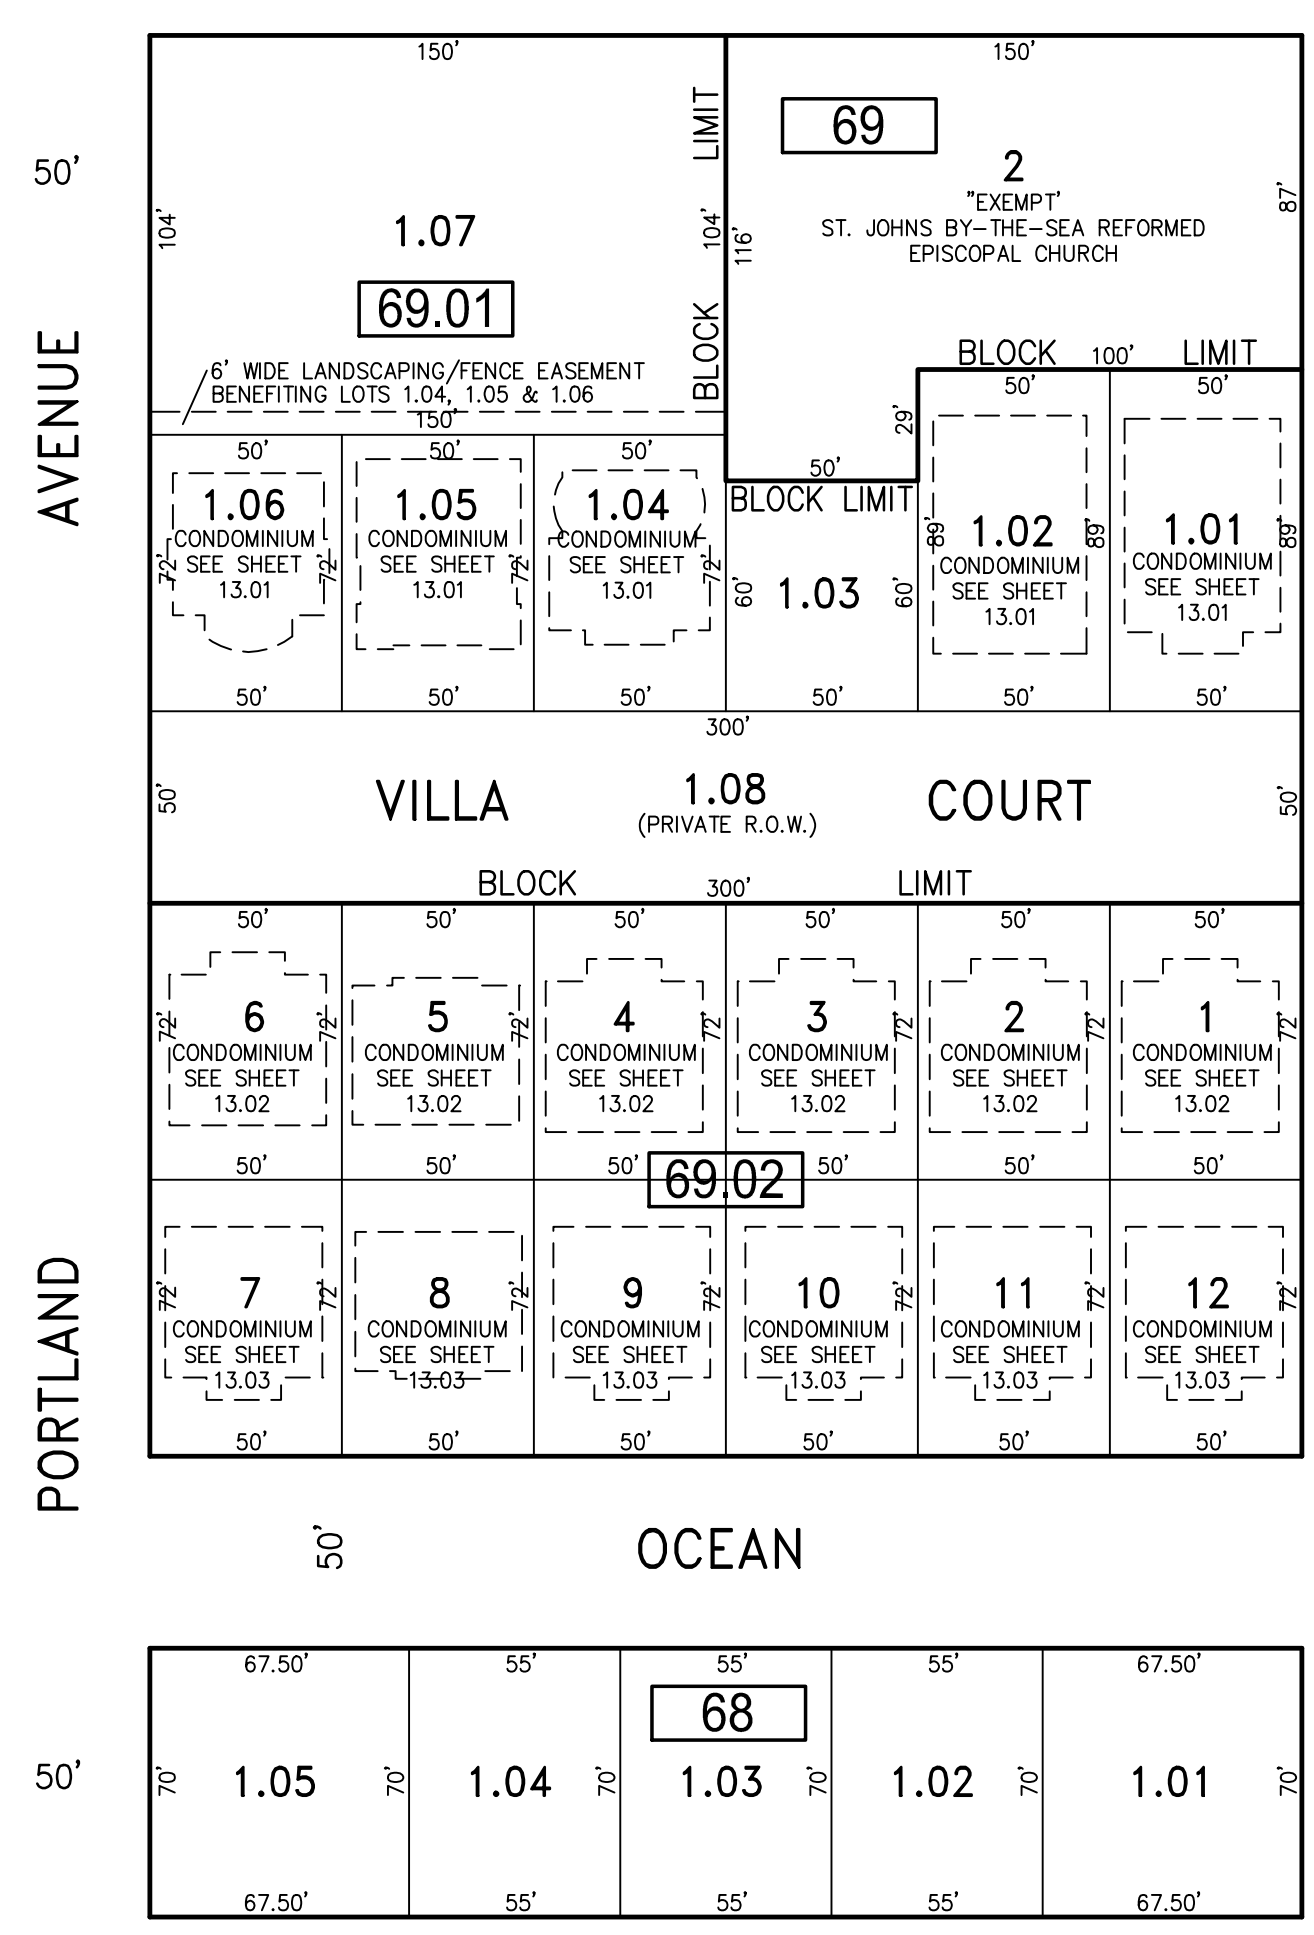 150'
150'
LIMIT
69
50'
2
"EXEMPT'
ST. JOHNS BY-THE-SEA REFORMED
EPISCOPAL CHURCH
87'
104'
1.07
104'
116'
69.01
BLOCK
AVENUE
BLOCK 100' LIMIT
6' WIDE LANDSCAPING/FENCE EASEMENT
BENEFITING LOTS 1.04, 1.05 & 1.06
150'
50'
50'
29'
50'
50'
50'
50'
BLOCK LIMIT
1.06
CONDOMINIUM
SEE SHEET
13.01
72'
72'
1.05
CONDOMINIUM
SEE SHEET
13.01
72'
1.04
CONDOMINIUM
SEE SHEET
13.01
72'
60'
1.03
60'
89'
1.02
CONDOMINIUM
SEE SHEET
13.01
89'
1.01
CONDOMINIUM
SEE SHEET
13.01
89'
50'
50'
50'
50'
50'
50'
300'
50'
VILLA
1.08
(PRIVATE R.O.W.)
COURT
50'
BLOCK 300' LIMIT
50'
50'
50'
50'
50'
50'
72'
6
CONDOMINIUM
SEE SHEET
13.02
72'
5
CONDOMINIUM
SEE SHEET
13.02
72'
4
CONDOMINIUM
SEE SHEET
13.02
72'
3
CONDOMINIUM
SEE SHEET
13.02
72'
2
CONDOMINIUM
SEE SHEET
13.02
72'
1
CONDOMINIUM
SEE SHEET
13.02
72'
50'
50'
50'
50'
50'
50'
69.02
PORTLAND
72'
7
CONDOMINIUM
SEE SHEET
13.03
72'
8
CONDOMINIUM
SEE SHEET
13.03
72'
9
CONDOMINIUM
SEE SHEET
13.03
72'
10
CONDOMINIUM
SEE SHEET
13.03
72'
11
CONDOMINIUM
SEE SHEET
13.03
72'
12
CONDOMINIUM
SEE SHEET
13.03
72'
50'
50'
50'
50'
50'
50'
50'
OCEAN
67.50'
55'
55'
55'
67.50'
68
50'
70'
1.05
70'
1.04
70'
1.03
70'
1.02
70'
1.01
70'
67.50'
55'
55'
55'
67.50'